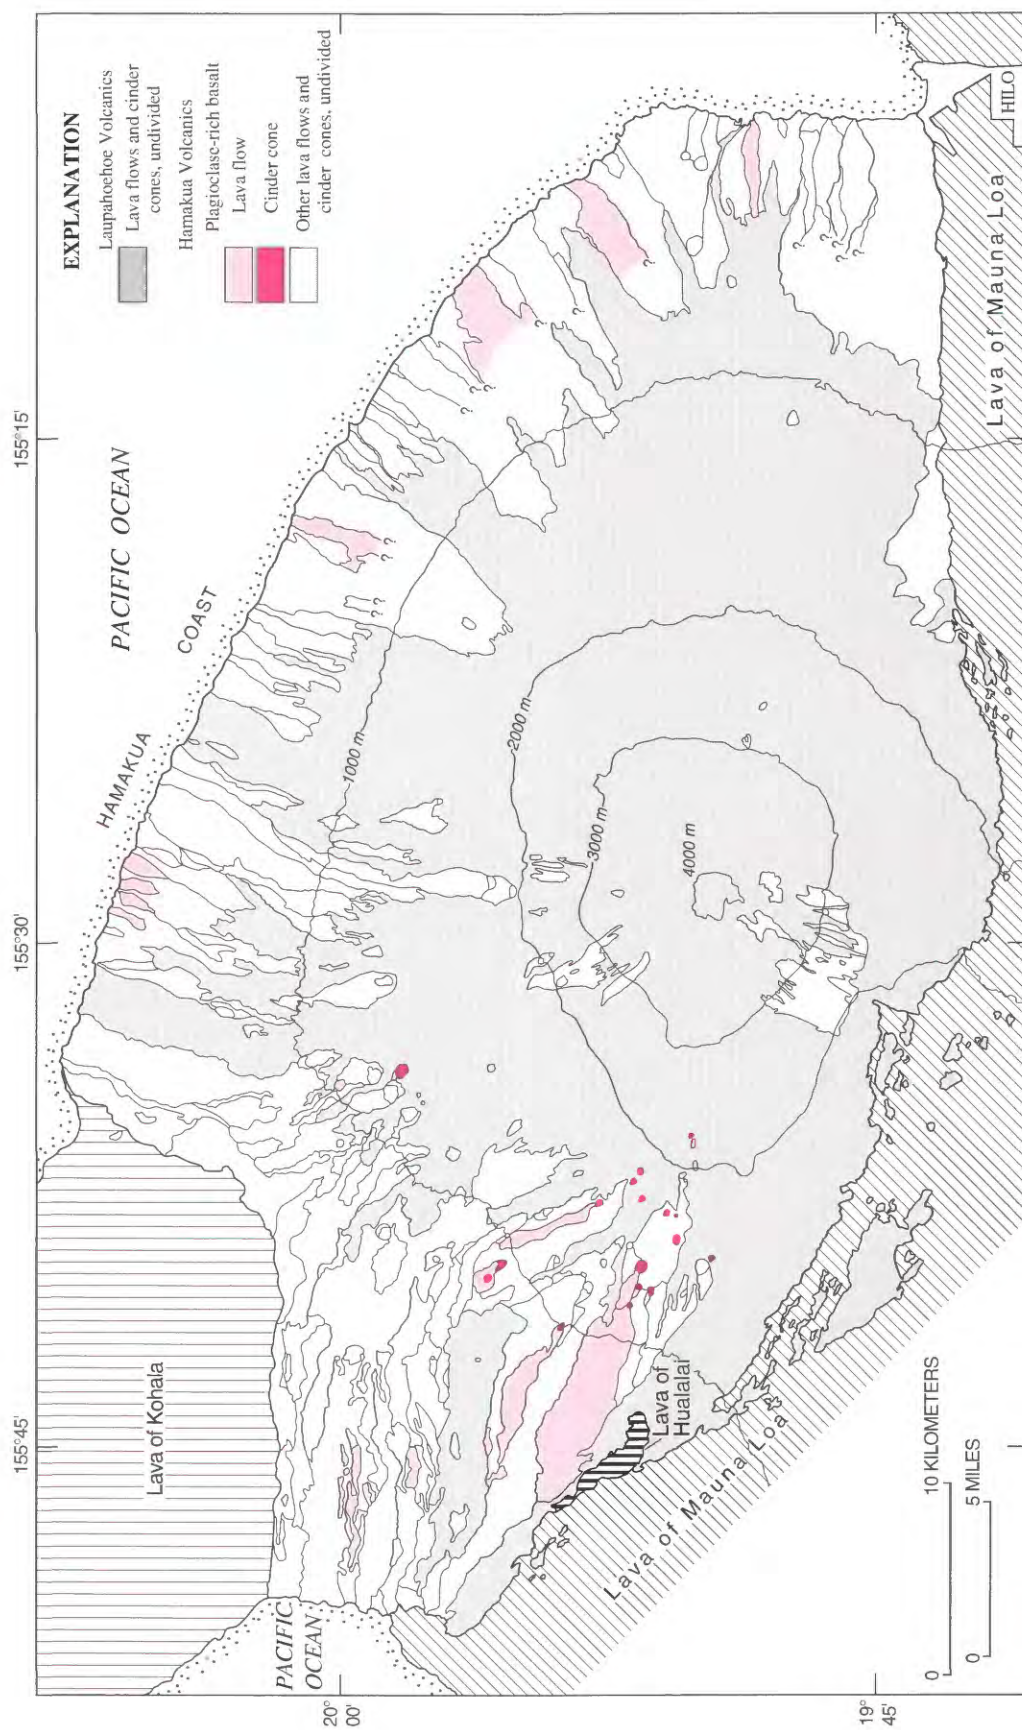 EXPLANATION
Laupahoehoe Volcanics
Lava flows and cinder
cones, undivided
Hamakua Volcanics
Plagioclase-rich basalt
Lava flow
Cinder cone
Other lava flows and
cinder cones, undivided
155°15'
155°30'
155°45'
PACIFIC OCEAN
HAMAKUA
COAST
1000 m
2000 m
3000 m
4000 m
? ? ? ? ? ? ? ? ? ? ? ? ? ? ? ? ? ?
HILO
Lava of Mauna Loa
Lava of Kohala
Lava of
Hualalai
Lava of Mauna Loa
PACIFIC
OCEAN
20°
00'
19°
45'
0
10 KILOMETERS
0
5 MILES